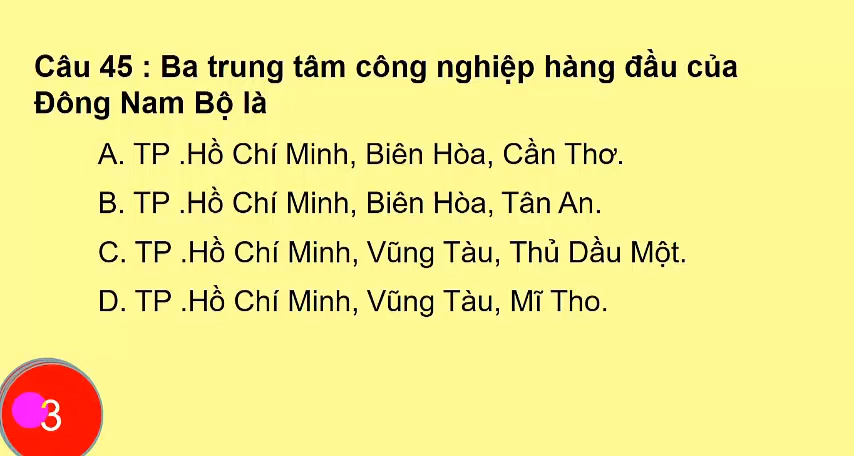 Câu 45 : Ba trung tâm công nghiệp hàng đầu của
Đông Nam Bộ là
A. TP .Hồ Chí Minh, Biên Hòa, Cần Thơ.
B. TP .Hồ Chí Minh, Biên Hòa, Tân An.
C. TP .Hồ Chí Minh, Vũng Tàu, Thủ Dầu Một.
D. TP .Hồ Chí Minh, Vũng Tàu, Mĩ Tho.
3